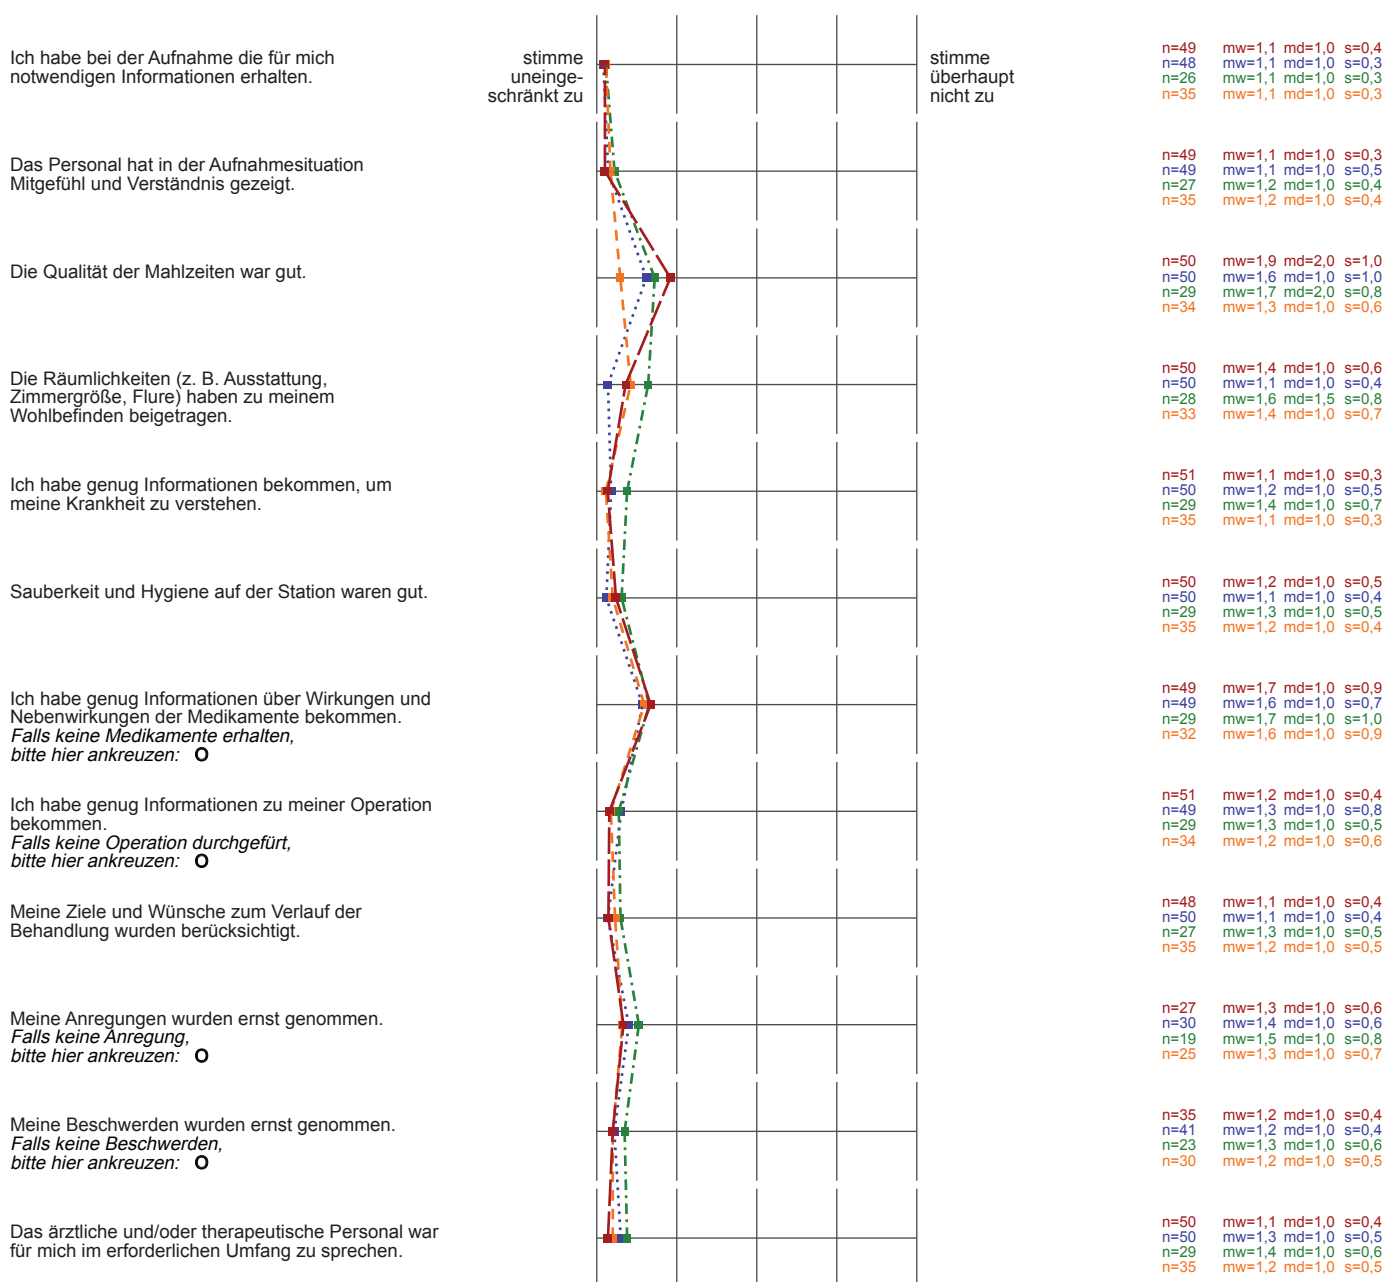 Ich habe bei der Aufnahme die für mich
notwendigen Informationen erhalten.
stimme
uneinge-
schränkt zu
stimme
überhaupt
nicht zu
n=49 mw=1,1 md=1,0 s=0,4
n=48 mw=1,1 md=1,0 s=0,3
n=26 mw=1,1 md=1,0 s=0,3
n=35 mw=1,1 md=1,0 s=0,3
Das Personal hat in der Aufnahmesituation
Mitgefühl und Verständnis gezeigt.
n=49 mw=1,1 md=1,0 s=0,3
n=49 mw=1,1 md=1,0 s=0,5
n=27 mw=1,2 md=1,0 s=0,4
n=35 mw=1,2 md=1,0 s=0,4
Die Qualität der Mahlzeiten war gut.
n=50 mw=1,9 md=2,0 s=1,0
n=50 mw=1,6 md=1,0 s=1,0
n=29 mw=1,7 md=2,0 s=0,8
n=34 mw=1,3 md=1,0 s=0,6
Die Räumlichkeiten (z. B. Ausstattung,
Zimmergröße, Flure) haben zu meinem
Wohlbefinden beigetragen.
n=50 mw=1,4 md=1,0 s=0,6
n=50 mw=1,1 md=1,0 s=0,4
n=28 mw=1,6 md=1,5 s=0,8
n=33 mw=1,4 md=1,0 s=0,7
Ich habe genug Informationen bekommen, um
meine Krankheit zu verstehen.
n=51 mw=1,1 md=1,0 s=0,3
n=50 mw=1,2 md=1,0 s=0,5
n=29 mw=1,4 md=1,0 s=0,7
n=35 mw=1,1 md=1,0 s=0,3
Sauberkeit und Hygiene auf der Station waren gut.
n=50 mw=1,2 md=1,0 s=0,5
n=50 mw=1,1 md=1,0 s=0,4
n=29 mw=1,3 md=1,0 s=0,5
n=35 mw=1,2 md=1,0 s=0,4
Ich habe genug Informationen über Wirkungen und
Nebenwirkungen der Medikamente bekommen.
Falls keine Medikamente erhalten,
bitte hier ankreuzen: O
n=49 mw=1,7 md=1,0 s=0,9
n=49 mw=1,6 md=1,0 s=0,7
n=29 mw=1,7 md=1,0 s=1,0
n=32 mw=1,6 md=1,0 s=0,9
Ich habe genug Informationen zu meiner Operation
bekommen.
Falls keine Operation durchgefürt,
bitte hier ankreuzen: O
n=51 mw=1,2 md=1,0 s=0,4
n=49 mw=1,3 md=1,0 s=0,8
n=29 mw=1,3 md=1,0 s=0,5
n=34 mw=1,2 md=1,0 s=0,6
Meine Ziele und Wünsche zum Verlauf der
Behandlung wurden berücksichtigt.
n=48 mw=1,1 md=1,0 s=0,4
n=50 mw=1,1 md=1,0 s=0,4
n=27 mw=1,3 md=1,0 s=0,5
n=35 mw=1,2 md=1,0 s=0,5
Meine Anregungen wurden ernst genommen.
Falls keine Anregung,
bitte hier ankreuzen: O
n=27 mw=1,3 md=1,0 s=0,6
n=30 mw=1,4 md=1,0 s=0,6
n=19 mw=1,5 md=1,0 s=0,8
n=25 mw=1,3 md=1,0 s=0,7
Meine Beschwerden wurden ernst genommen.
Falls keine Beschwerden,
bitte hier ankreuzen: O
n=35 mw=1,2 md=1,0 s=0,4
n=41 mw=1,2 md=1,0 s=0,4
n=23 mw=1,3 md=1,0 s=0,6
n=30 mw=1,2 md=1,0 s=0,5
Das ärztliche und/oder therapeutische Personal war
für mich im erforderlichen Umfang zu sprechen.
n=50 mw=1,1 md=1,0 s=0,4
n=50 mw=1,3 md=1,0 s=0,5
n=29 mw=1,4 md=1,0 s=0,6
n=35 mw=1,2 md=1,0 s=0,5